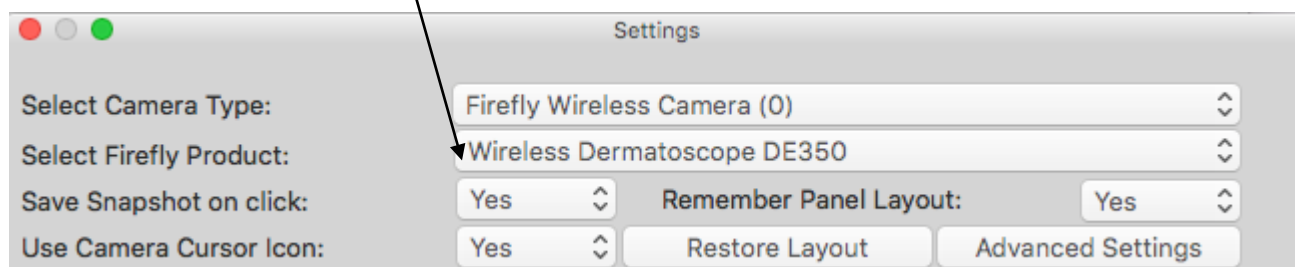 Settings
Select Camera Type: Firefly Wireless Camera (0)
Select Firefly Product: Wireless Dermatoscope DE350
Save Snapshot on click: Yes Remember Panel Layout: Yes
Use Camera Cursor Icon: Yes Restore Layout Advanced Settings